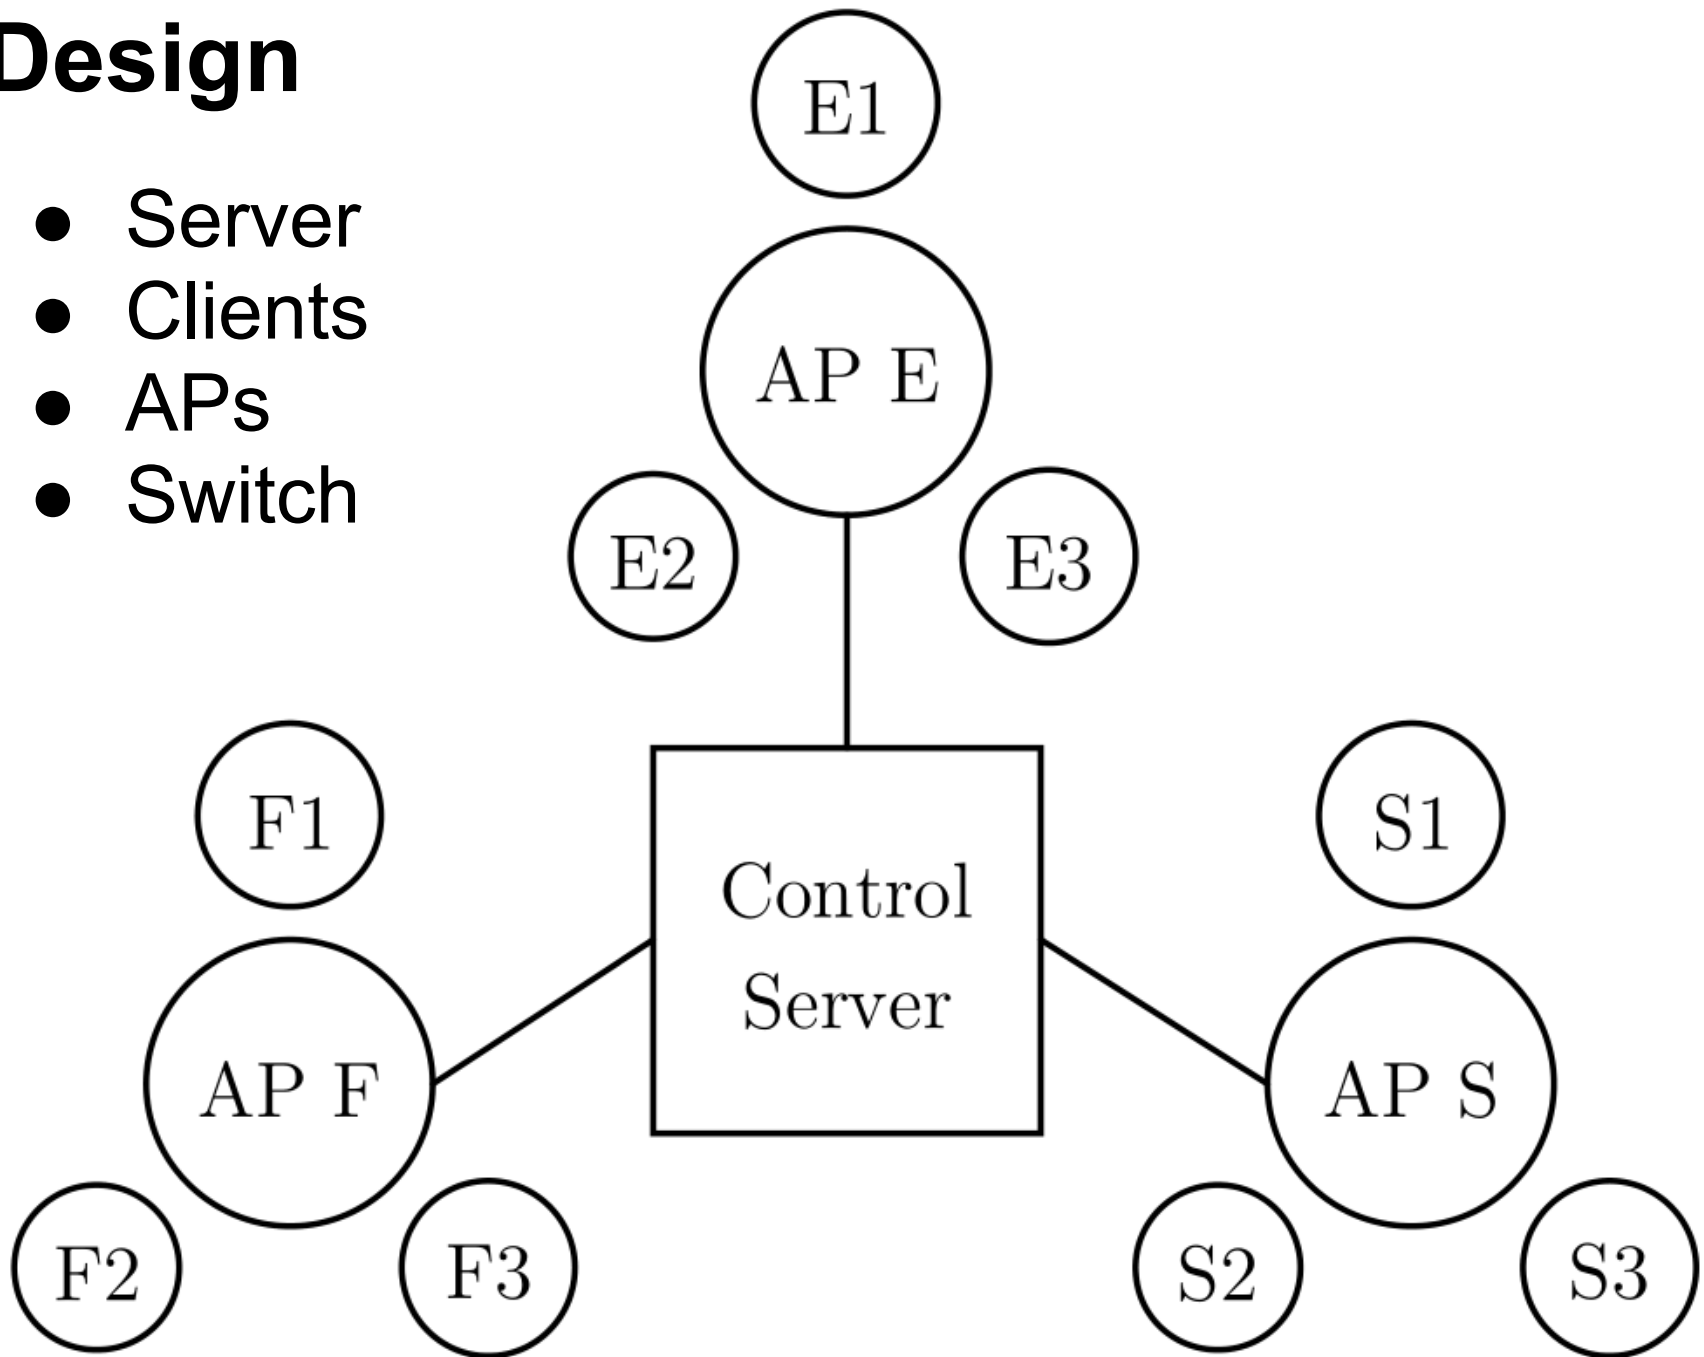 Design
● Server
● Clients
● APs
● Switch
E1
AP E
E2
E3
F1
S1
Control
Server
AP F
AP S
F2
F3
S2
S3